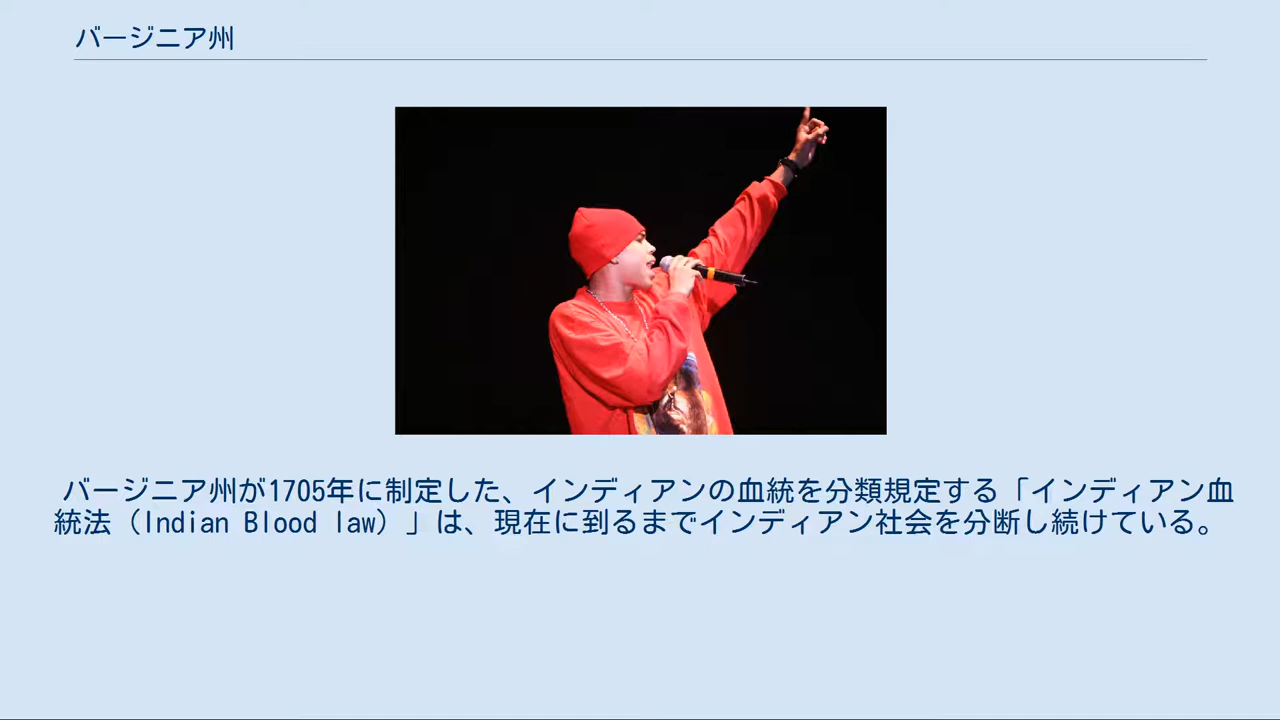 バージニア州
バージニア州が1705年に制定した、インディアンの血統を分類規定する「インディアン血
統法（Indian Blood law）」は、現在に到るまでインディアン社会を分断し続けている。